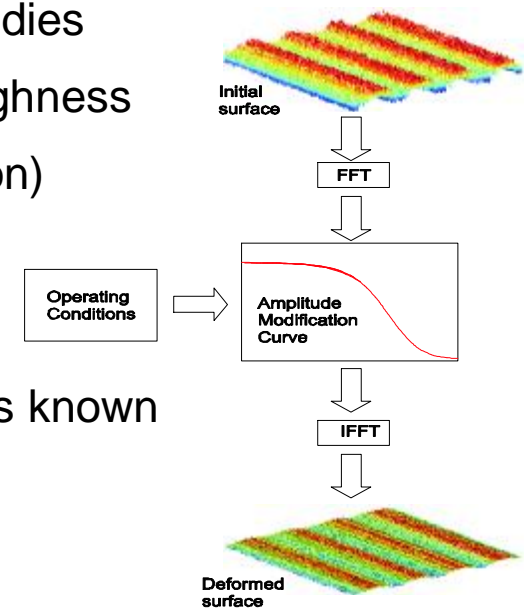 dies
ghness
on)
s known
Initial
surface
FFT
Operating
Conditions
Amplitude
Modification
Curve
IFFT
Deformed
surface